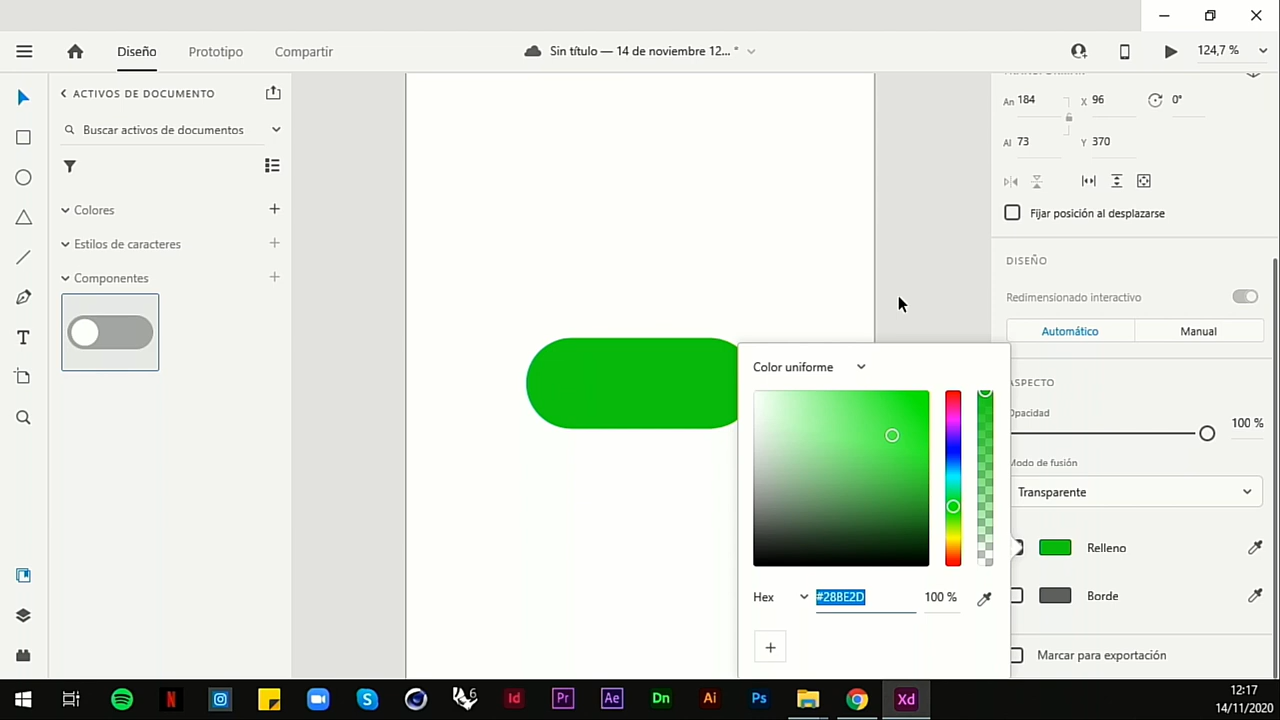 Diseño
Prototipo
Compartir
Sin título — 14 de noviembre 12... *
124,7 %
ACTIVOS DE DOCUMENTO
Buscar activos de documentos
Colores
Estilos de caracteres
Componentes
An 184
X 96
0°
Al 73
Y 370
Fijar posición al desplazarse
DISEÑO
Redimensionado interactivo
Automático
Manual
ASPECTO
Opacidad
100 %
Modo de fusión
Transparente
Relleno
Borde
Marcar para exportación
Color uniforme
Hex
#28BE2D
100 %
6
Id
Pr
Ae
Dn
Ai
Ps
Xd
12:17
14/11/2020